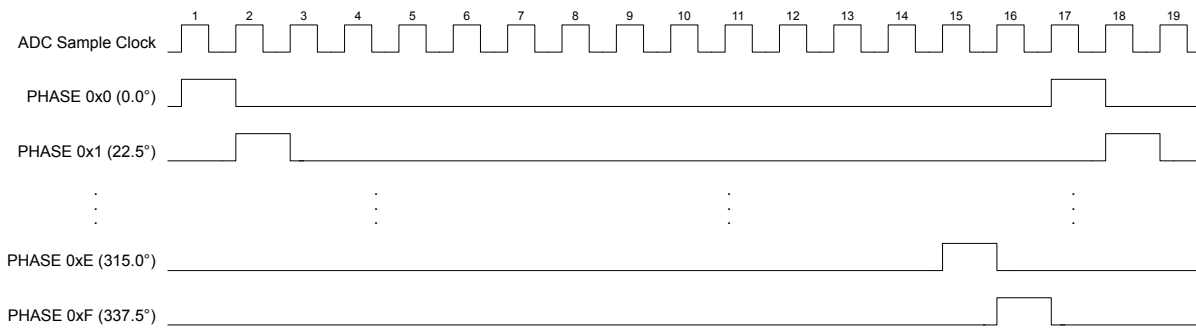 1 2 3 4 5 6 7 8 9 10 11 12 13 14 15 16 17 18 19
ADC Sample Clock
PHASE 0x0 (0.0°)
PHASE 0x1 (22.5°)
PHASE 0xE (315.0°)
PHASE 0xF (337.5°)